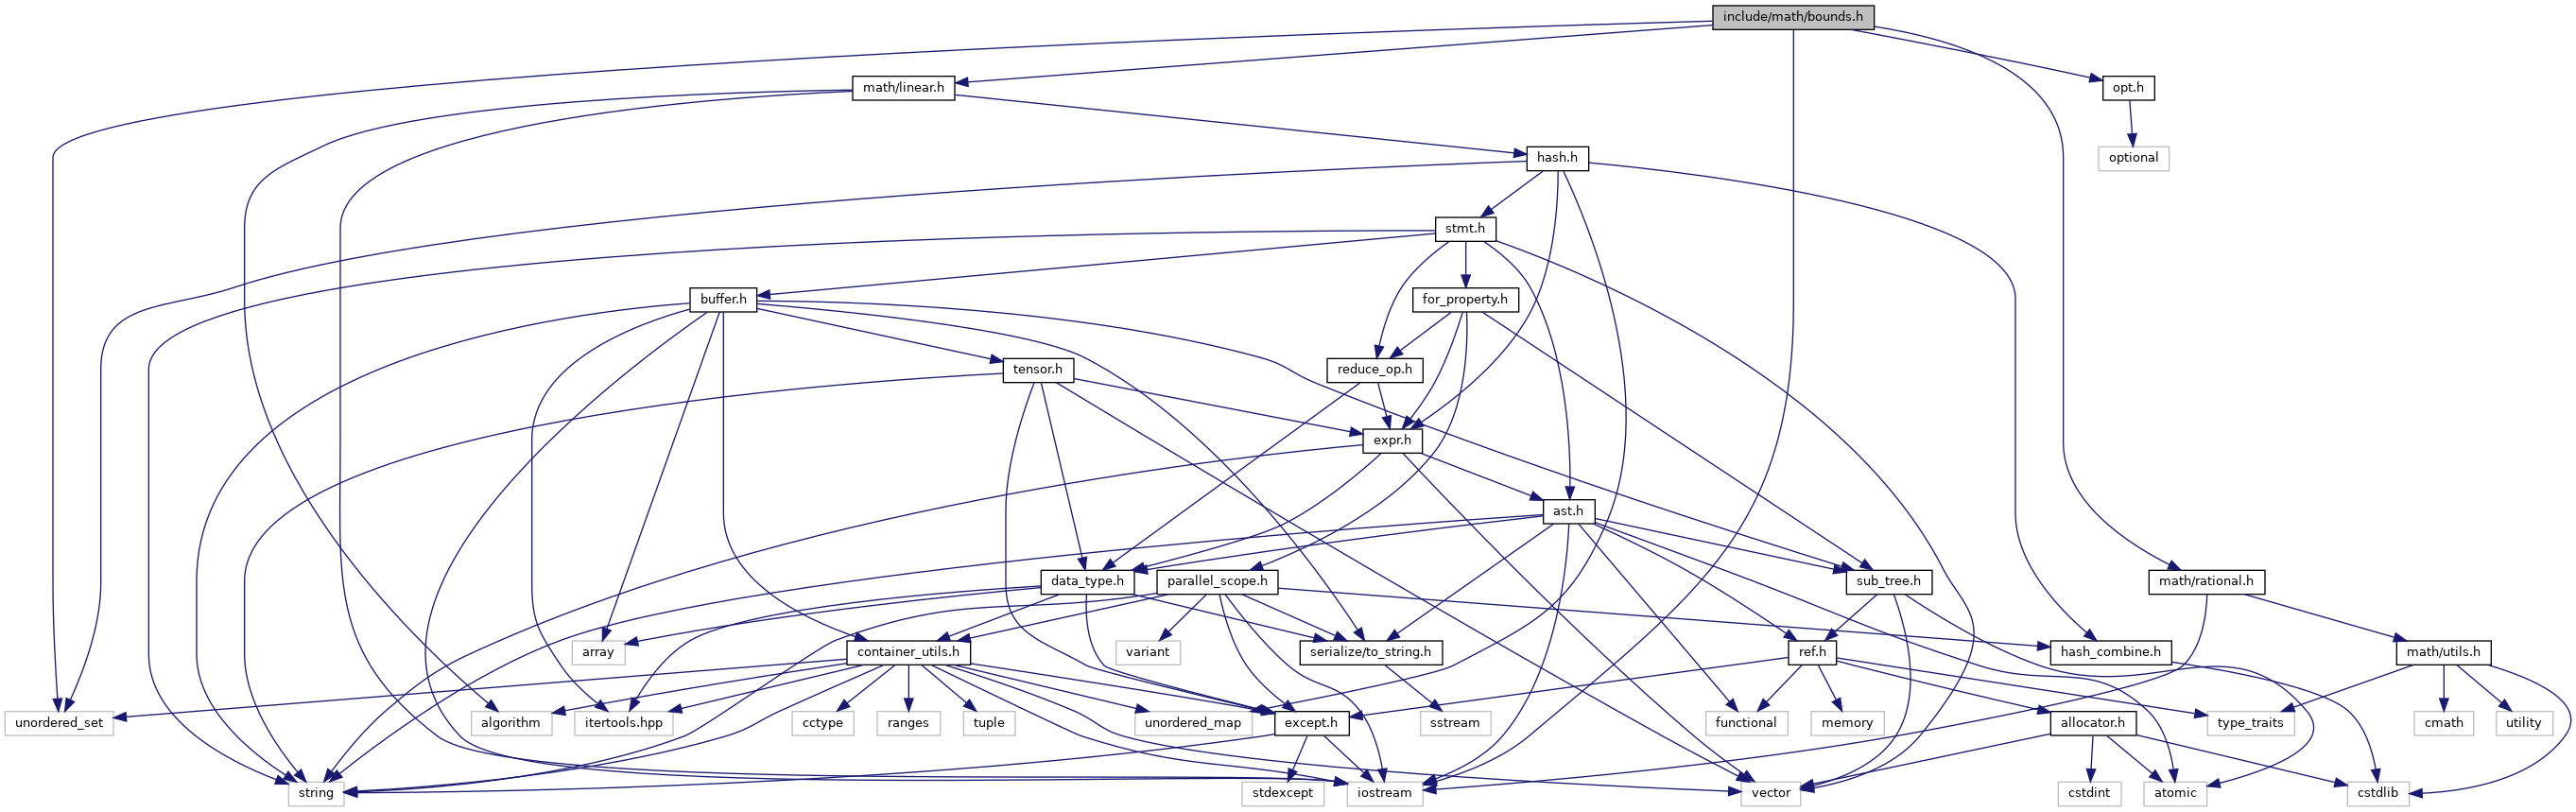 include/math/bounds.h
math/linear.h
opt.h
hash.h
optional
stmt.h
buffer.h
for_property.h
tensor.h
reduce_op.h
expr.h
ast.h
data_type.h
parallel_scope.h
sub_tree.h
math/rational.h
array
container_utils.h
variant
serialize/to_string.h
ref.h
hash_combine.h
math/utils.h
unordered_set
algorithm
itertools.hpp
cctype
ranges
tuple
unordered_map
except.h
sstream
functional
memory
allocator.h
type_traits
cmath
utility
string
stdexcept
iostream
vector
cstdint
atomic
cstdlib